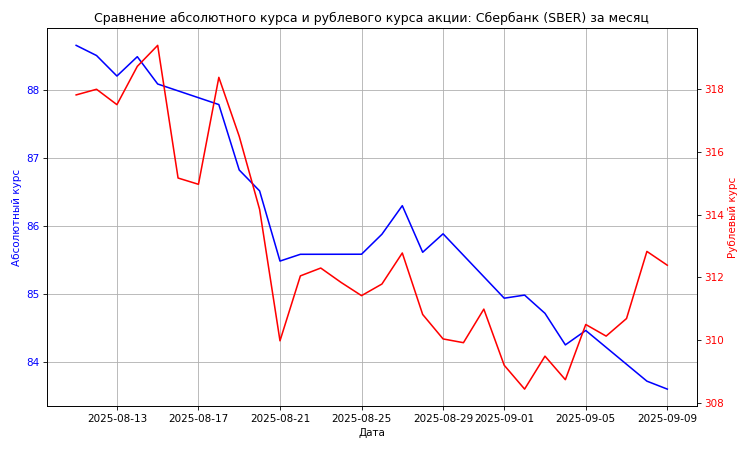 Сравнение абсолютного курса и рублевого курса акции: Сбербанк (SBER) за месяц
88
87
86
85
84
Абсолютный курс
318
316
314
312
310
308
Рублевый курс
2025-08-13 2025-08-17 2025-08-21 2025-08-25 2025-08-29 2025-09-01 2025-09-05 2025-09-09
Дата